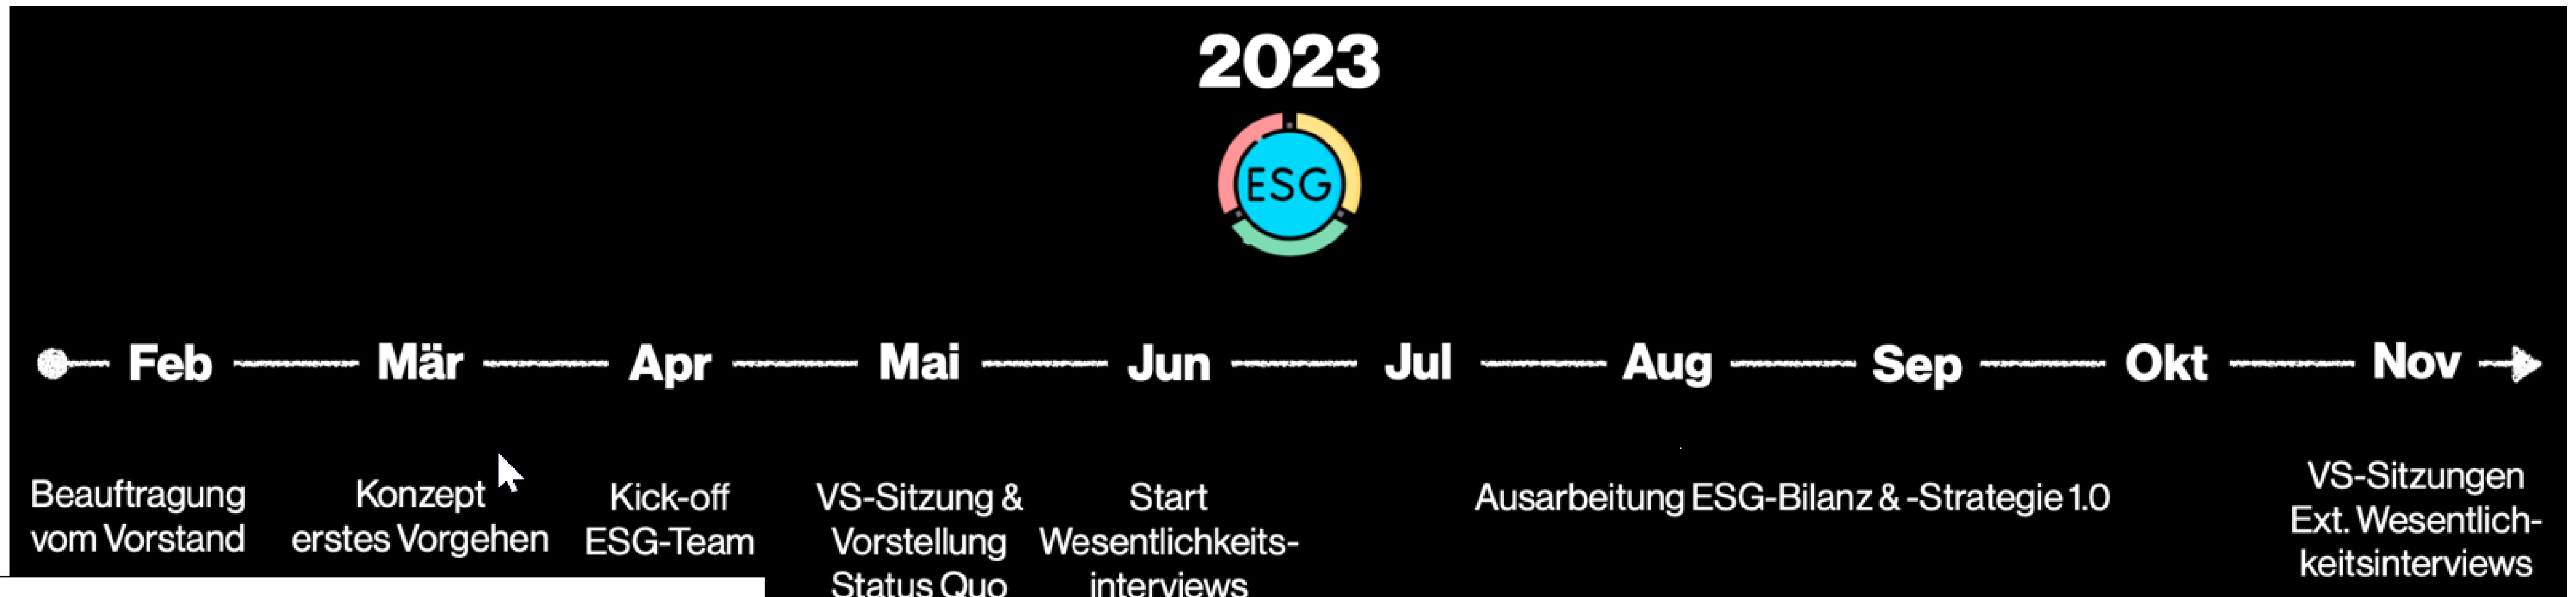 2023
ESG
Feb Mär Apr Mai Jun Jul Aug Sep Okt Nov
Beauftragung
vom Vorstand
Konzept
erstes Vorgehen
Kick-off
ESG-Team
VS-Sitzung &
Vorstellung
Status Quo
Start
Wesentlichkeits-
interviews
Ausarbeitung ESG-Bilanz & -Strategie 1.0
VS-Sitzungen
Ext. Wesentlich-
keitsinterviews